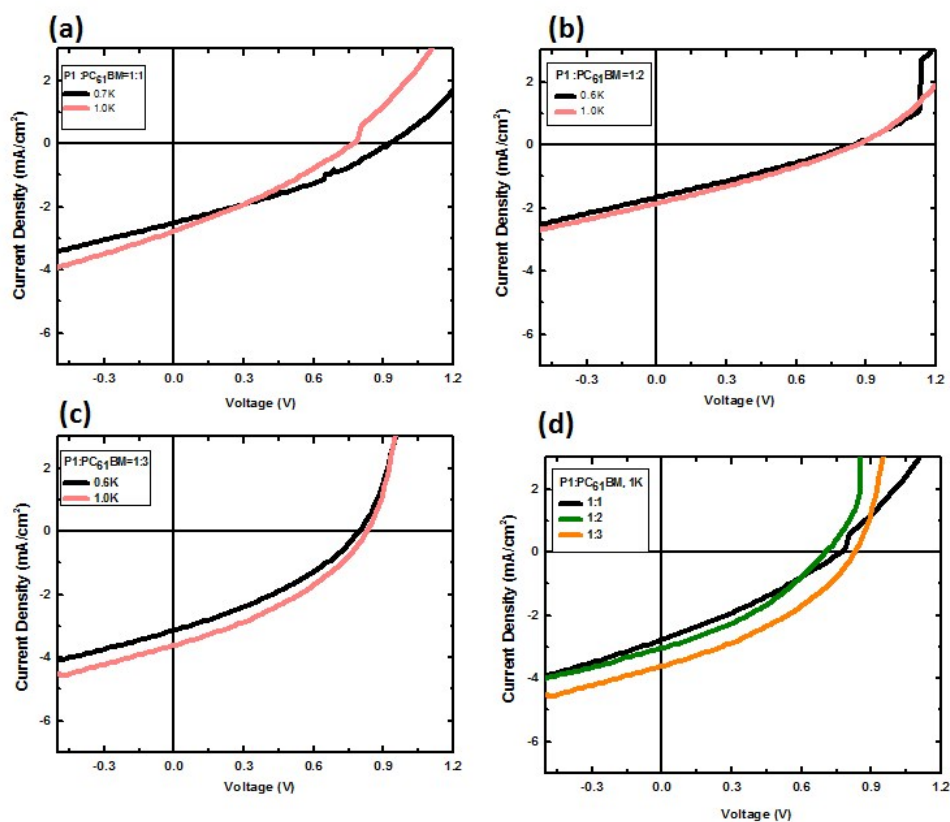 (a)
P1 :PC61BM=1:1
0.7K
1.0K
2
0
-2
-4
-6
-0.3 0.0 0.3 0.6 0.9 1.2
Voltage (V)
Current Density (mA/cm²)
(b)
P1 :PC61BM=1:2
0.6K
1.0K
2
0
-2
-4
-6
-0.3 0.0 0.3 0.6 0.9 1.2
Voltage (V)
Current Density (mA/cm²)
(c)
P1:PC61BM=1:3
0.6K
1.0K
2
0
-2
-4
-6
-0.3 0.0 0.3 0.6 0.9 1.2
Voltage (V)
Current Density (mA/cm²)
(d)
P1:PC61BM, 1K
1:1
1:2
1:3
2
0
-2
-4
-6
-0.3 0.0 0.3 0.6 0.9 1.2
Voltage (V)
Current Density (mA/cm²)